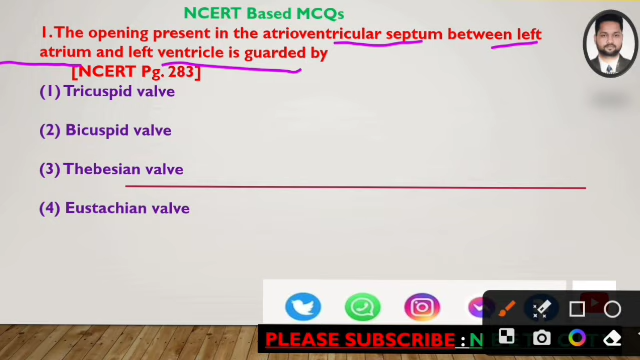 NCERT Based MCQs
1.The opening present in the atrioventricular septum between left
atrium and left ventricle is guarded by
[NCERT Pg. 283]
(1) Tricuspid valve
(2) Bicuspid valve
(3) Thebesian valve
(4) Eustachian valve
PLEASE SUBSCRIBE : N